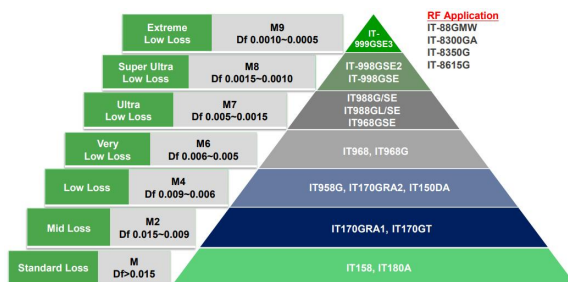 Extreme
Low Loss
M9
Df 0.0010~0.0005
IT-
999GSE3
RF Application
IT-88GMW
IT-8300GA
IT-8350G
IT-8615G
Super Ultra
Low Loss
M8
Df 0.0015~0.0010
IT-998GSE2
IT-998GSE
Ultra
Low Loss
M7
Df 0.005~0.0015
IT988G/SE
IT988GL/SE
IT968GSE
Very
Low Loss
M6
Df 0.006~0.005
IT968, IT968G
Low Loss
M4
Df 0.009~0.006
IT958G, IT170GRA2, IT150DA
Mid Loss
M2
Df 0.015~0.009
IT170GRA1, IT170GT
Standard Loss
M
Df>0.015
IT158, IT180A